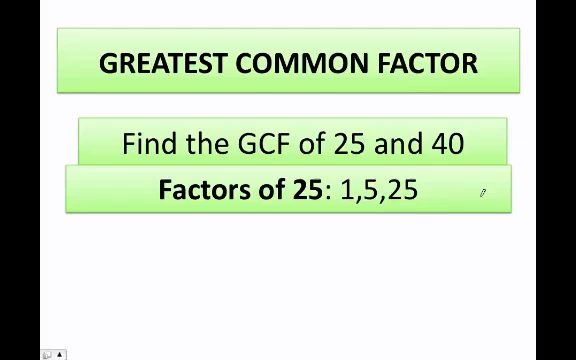 GREATEST COMMON FACTOR
Find the GCF of 25 and 40
Factors of 25: 1,5,25